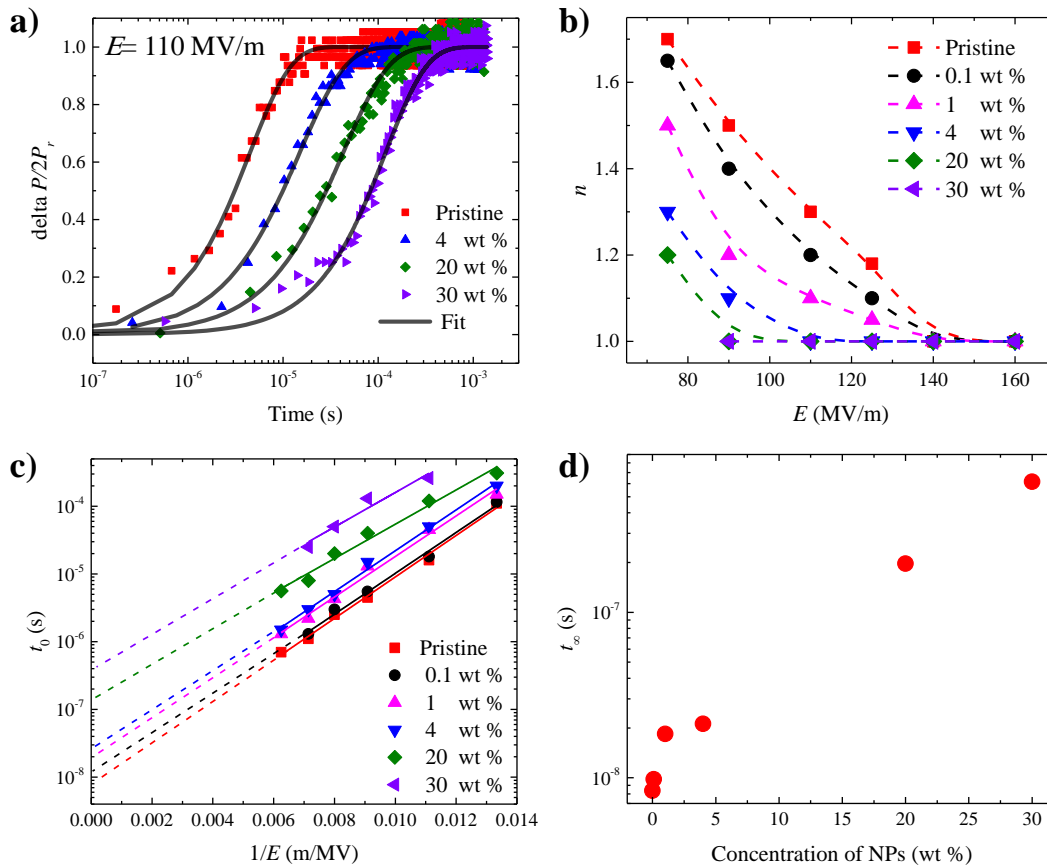 a)
E= 110 MV/m
delta P/2Pr
1.0
0.8
0.6
0.4
0.2
0.0
Pristine
4 wt %
20 wt %
30 wt %
Fit
10-7
10-6
10-5
10-4
10-3
Time (s)
b)
n
1.6
1.4
1.2
1.0
Pristine
0.1 wt %
1 wt %
4 wt %
20 wt %
30 wt %
80
100
120
140
160
E (MV/m)
c)
t0 (s)
10-4
10-5
10-6
10-7
10-8
Pristine
0.1 wt %
1 wt %
4 wt %
20 wt %
30 wt %
0.000
0.002
0.004
0.006
0.008
0.010
0.012
0.014
1/E (m/MV)
d)
t∞ (s)
10-7
10-8
0
5
10
15
20
25
30
Concentration of NPs (wt %)